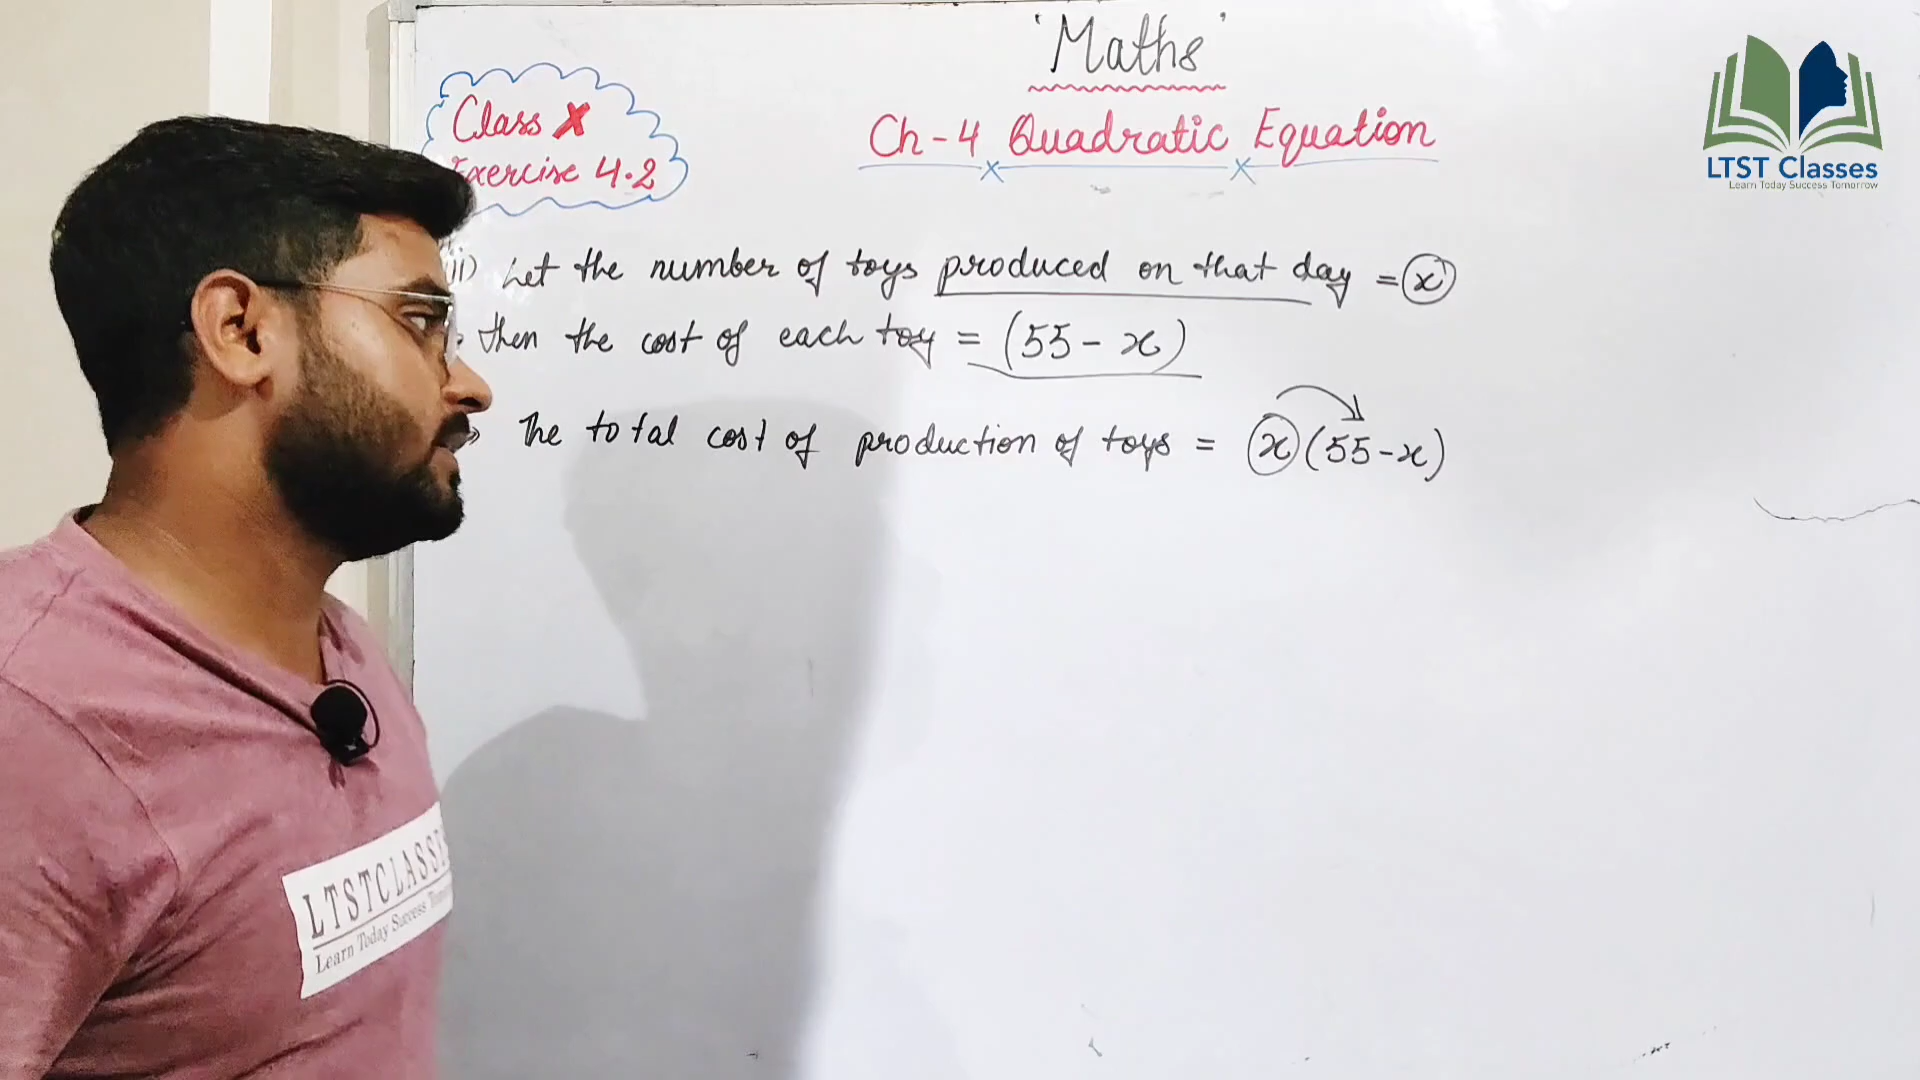 'Maths'
Class X
Exercise 4.2
Ch-4 Quadratic Equation
LTST Classes
Learn Today Success Tomorrow
ii) Let the number of toys produced on that day = x
then the cost of each toy = (55 - x)
The total cost of production of toys = x (55-x)
LTSTCLASSE
Learn Today Success Tom